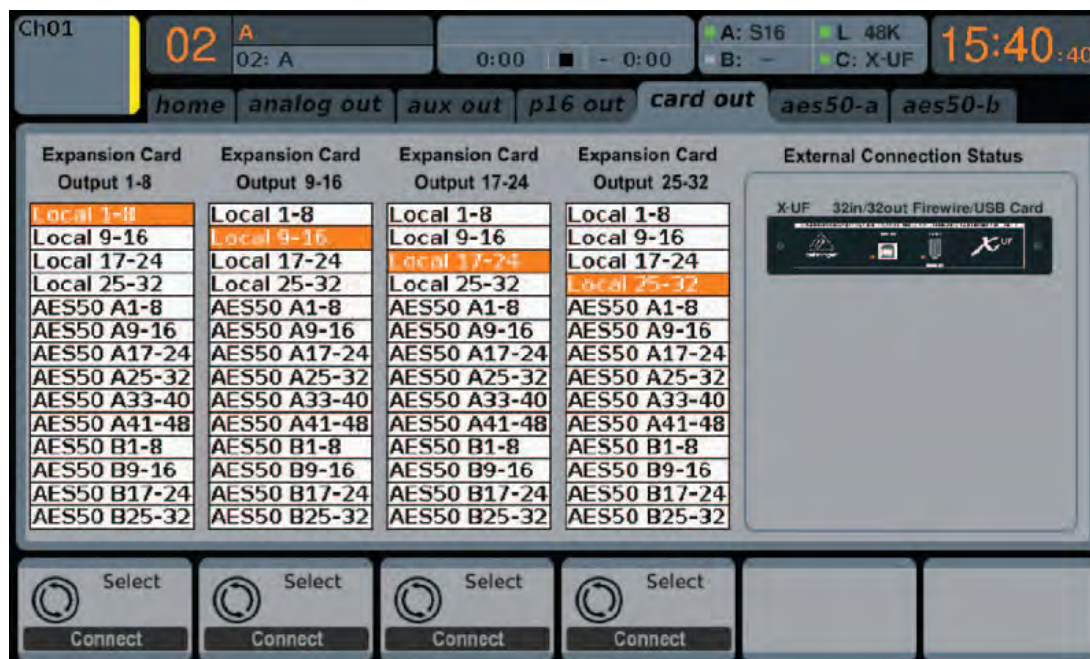 Ch01
02
A
02: A
0:00 - 0:00
A: S16
B: -
L 48K
C: X-UF
15:40:40
home analog out aux out p16 out card out aes50-a aes50-b
Expansion Card Output 1-8
Local 1-8
Local 9-16
Local 17-24
Local 25-32
AES50 A1-8
AES50 A9-16
AES50 A17-24
AES50 A25-32
AES50 A33-40
AES50 A41-48
AES50 B1-8
AES50 B9-16
AES50 B17-24
AES50 B25-32
Expansion Card Output 9-16
Local 1-8
Local 9-16
Local 17-24
Local 25-32
AES50 A1-8
AES50 A9-16
AES50 A17-24
AES50 A25-32
AES50 A33-40
AES50 A41-48
AES50 B1-8
AES50 B9-16
AES50 B17-24
AES50 B25-32
Expansion Card Output 17-24
Local 1-8
Local 9-16
Local 17-24
Local 25-32
AES50 A1-8
AES50 A9-16
AES50 A17-24
AES50 A25-32
AES50 A33-40
AES50 A41-48
AES50 B1-8
AES50 B9-16
AES50 B17-24
AES50 B25-32
Expansion Card Output 25-32
Local 1-8
Local 9-16
Local 17-24
Local 25-32
AES50 A1-8
AES50 A9-16
AES50 A17-24
AES50 A25-32
AES50 A33-40
AES50 A41-48
AES50 B1-8
AES50 B9-16
AES50 B17-24
AES50 B25-32
External Connection Status
X-UF 32in/32out Firewire/USB Card
X UF
Select Select Select Select
Connect Connect Connect Connect